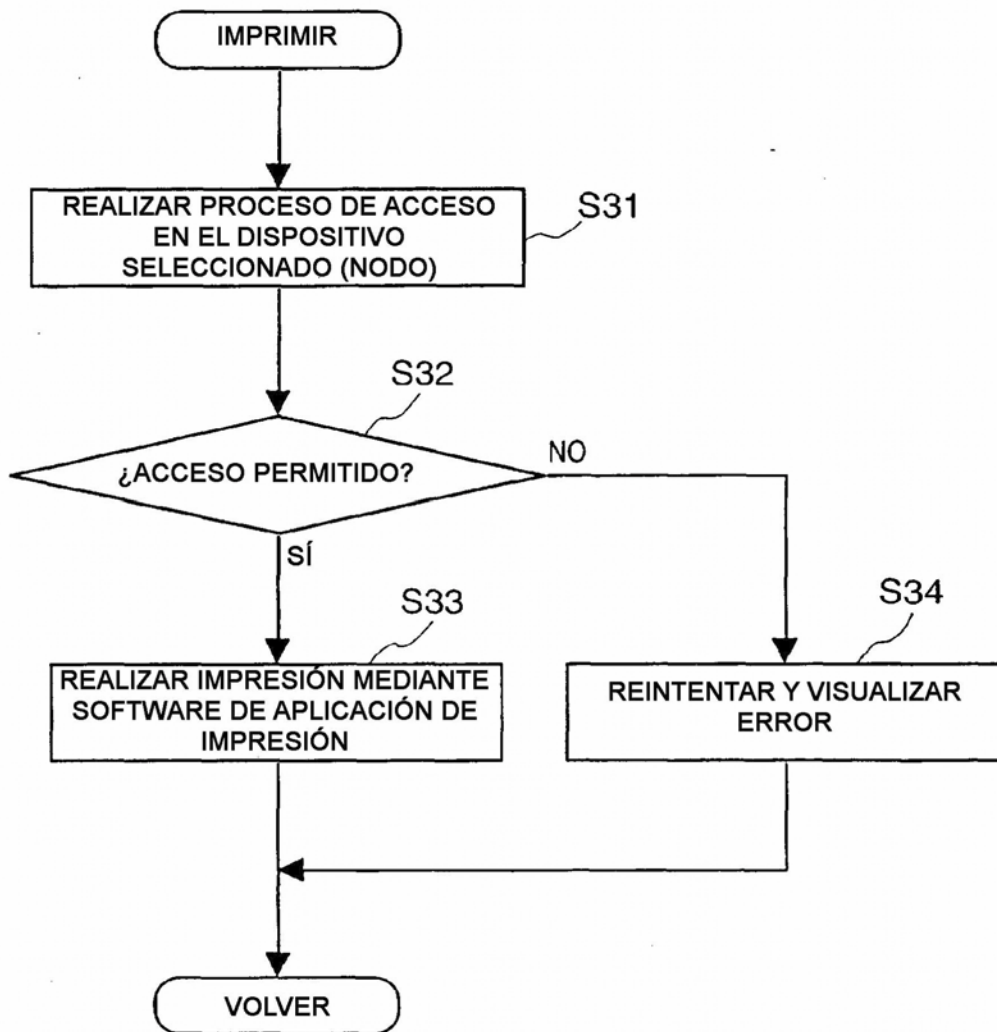 IMPRIMIR
REALIZAR PROCESO DE ACCESO
EN EL DISPOSITIVO
SELECCIONADO (NODO)
S31
S32
¿ACCESO PERMITIDO?
NO
SÍ
S33
REALIZAR IMPRESIÓN MEDIANTE
SOFTWARE DE APLICACIÓN DE
IMPRESIÓN
S34
REINTENTAR Y VISUALIZAR
ERROR
VOLVER